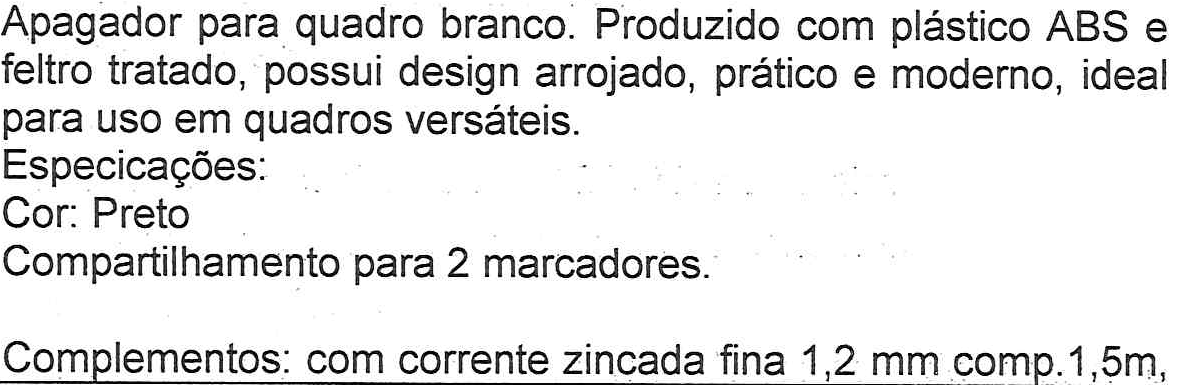 Apagador para quadro branco. Produzido com plástico ABS e
feltro tratado, possui design arrojado, prático e moderno, ideal
para uso em quadros versáteis.
Especicações:
Cor: Preto
Compartilhamento para 2 marcadores.
Complementos: com corrente zincada fina 1,2 mm comp.1,5m,